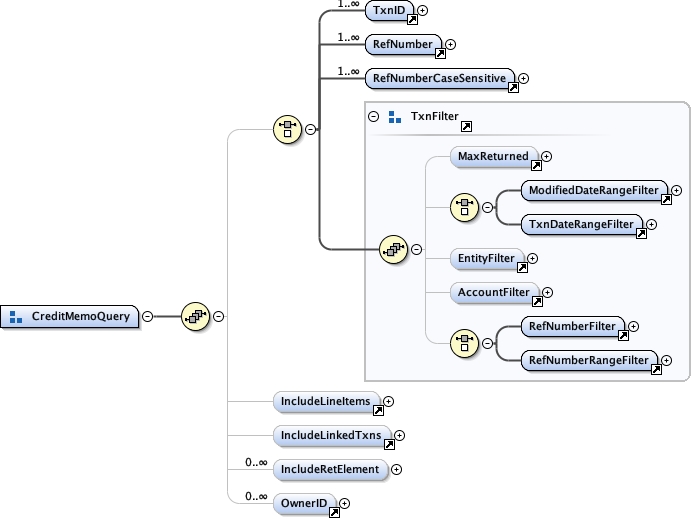 1..∞ TxnID
1..∞ RefNumber
1..∞ RefNumberCaseSensitive
TxnFilter
MaxReturned
ModifiedDateRangeFilter
TxnDateRangeFilter
EntityFilter
AccountFilter
CreditMemoQuery
RefNumberFilter
RefNumberRangeFilter
IncludeLineItems
IncludeLinkedTxns
0..∞ IncludeRetElement
0..∞ OwnerID